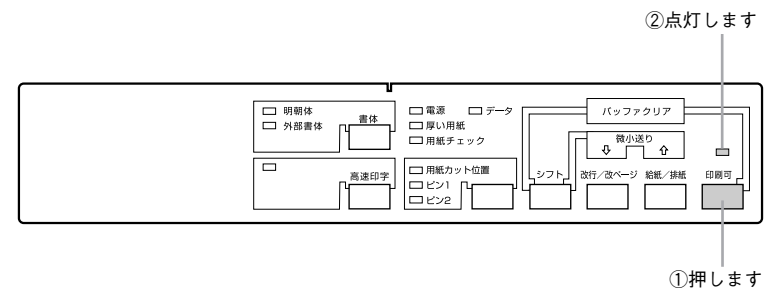 ②点灯します
明朝体
外部書体
書体
電源
データ
厚い用紙
用紙チェック
バッファクリア
微小送り
高速印字
用紙カット位置
ピン1
ピン2
シフト
改行／改ページ
給紙／排紙
印刷可
①押します